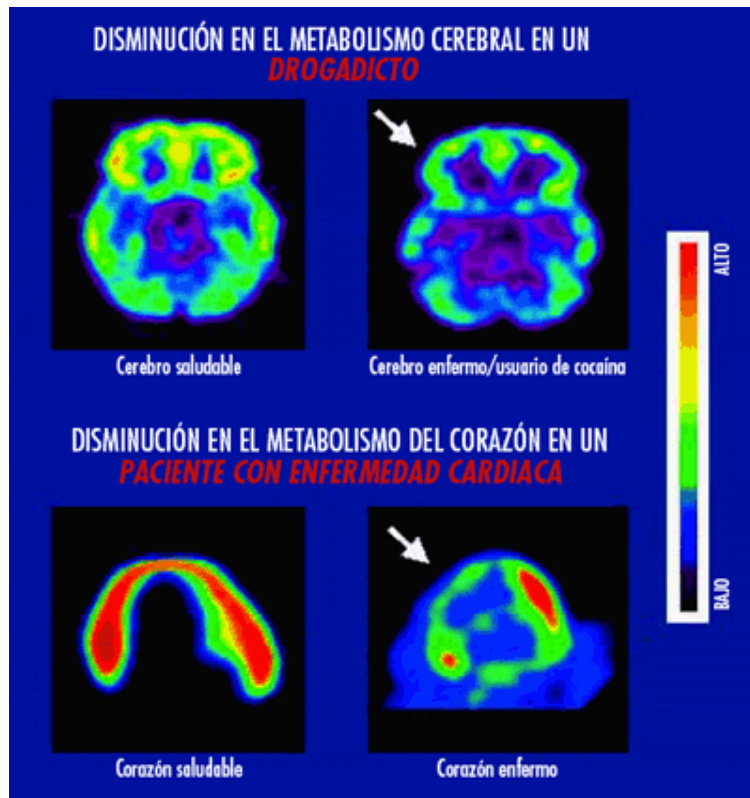 DISMINUCIÓN EN EL METABOLISMO CEREBRAL EN UN
DROGADICTO
Cerebro saludable
Cerebro enfermo/usuario de cocaína
ALTO
BAJO
DISMINUCIÓN EN EL METABOLISMO DEL CORAZÓN EN UN
PACIENTE CON ENFERMEDAD CARDIACA
Corazón saludable
Corazón enfermo